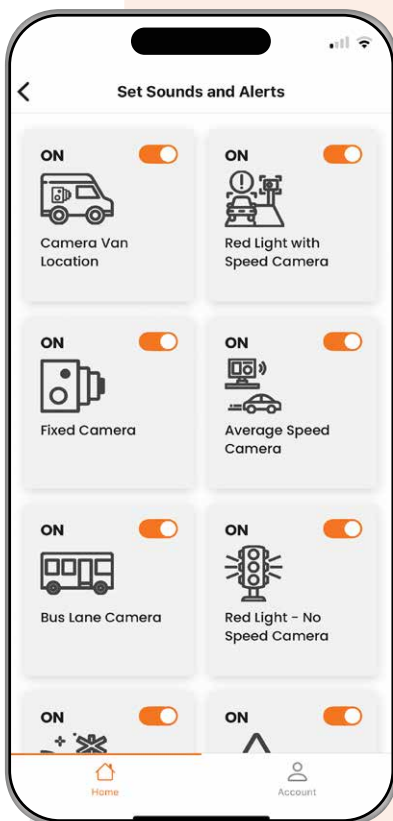 Set Sounds and Alerts
ON
Camera Van
Location
ON
Red Light with
Speed Camera
ON
Fixed Camera
ON
Average Speed
Camera
ON
Bus Lane Camera
ON
Red Light - No
Speed Camera
ON
ON
Home
Account